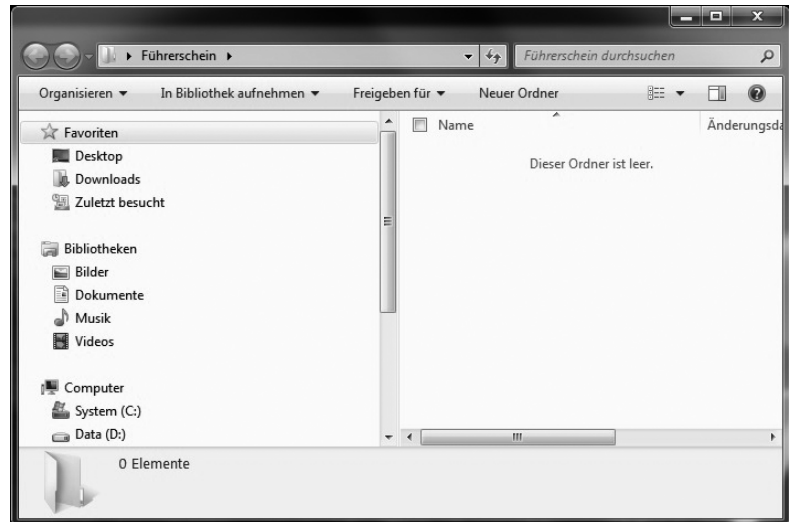 Führerschein
Führerschein durchsuchen
Organisieren In Bibliothek aufnehmen Freigeben für Neuer Ordner
Favoriten
Desktop
Downloads
Zuletzt besucht
Bibliotheken
Bilder
Dokumente
Musik
Videos
Computer
System (C:)
Data (D:)
Name Änderungsda
Dieser Ordner ist leer.
0 Elemente